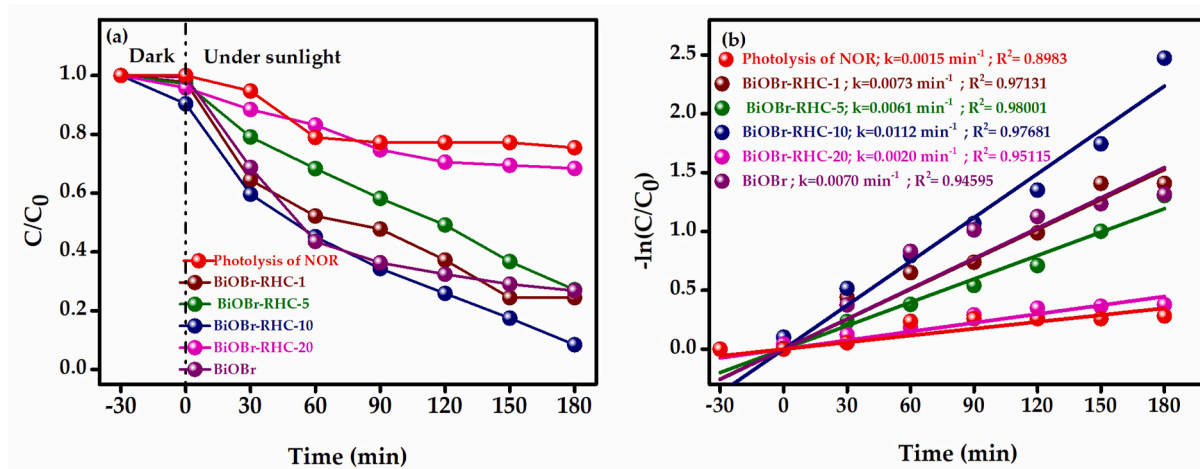 (a)
Dark
Under sunlight
1.0
0.8
0.6
0.4
0.2
0.0
C/C₀
Photolysis of NOR
BiOBr-RHC-1
BiOBr-RHC-5
BiOBr-RHC-10
BiOBr-RHC-20
BiOBr
-30 0 30 60 90 120 150 180
Time (min)
(b)
2.5
2.0
1.5
1.0
0.5
0.0
-ln(C/C₀)
Photolysis of NOR; k=0.0015 min⁻¹ ; R²= 0.8983
BiOBr-RHC-1; k=0.0073 min⁻¹ ; R²= 0.97131
BiOBr-RHC-5; k=0.0061 min⁻¹ ; R²= 0.98001
BiOBr-RHC-10; k=0.0112 min⁻¹ ; R²= 0.97681
BiOBr-RHC-20; k=0.0020 min⁻¹ ; R²= 0.95115
BiOBr ; k=0.0070 min⁻¹ ; R²= 0.94595
-30 0 30 60 90 120 150 180
Time (min)